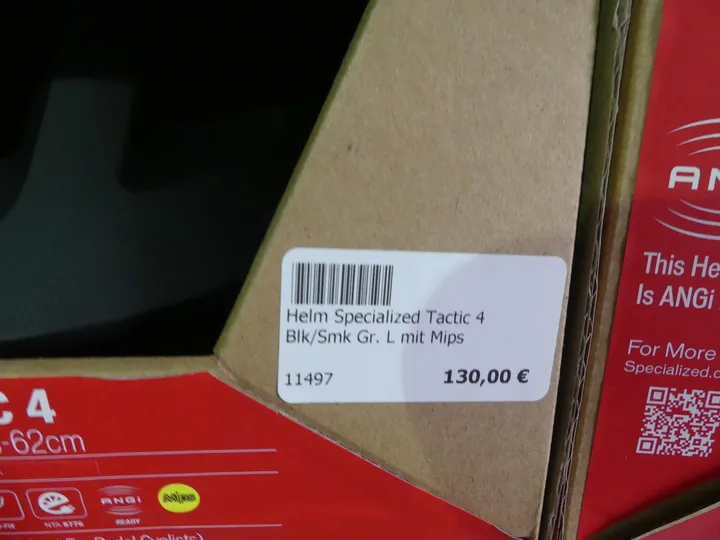 Helm Specialized Tactic 4
Blk/Smk Gr. L mit Mips
11497
130,00 €
C 4
-62cm
NTA 8776
ANGi
READY
Mips
This He
Is ANGi
For More
Specialized.c